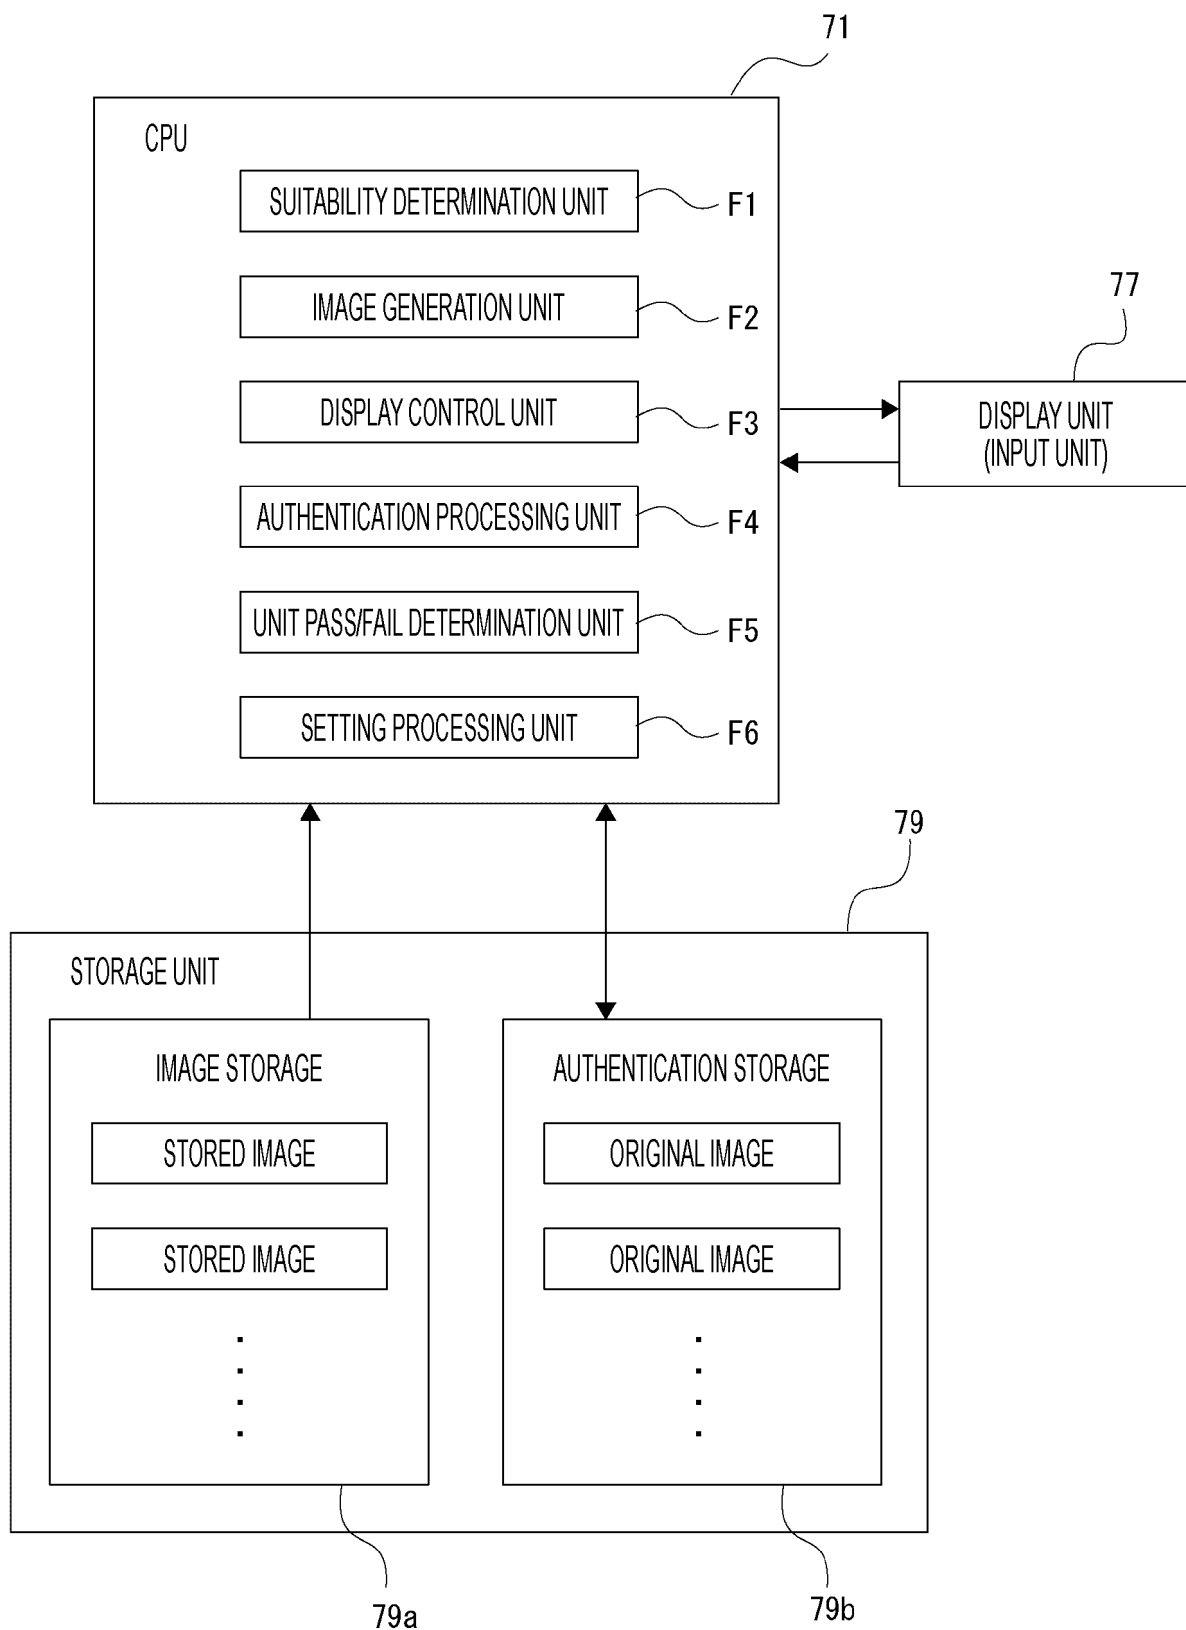 71
CPU
SUITABILITY DETERMINATION UNIT
F1
IMAGE GENERATION UNIT
F2
DISPLAY CONTROL UNIT
F3
AUTHENTICATION PROCESSING UNIT
F4
UNIT PASS/FAIL DETERMINATION UNIT
F5
SETTING PROCESSING UNIT
F6
77
DISPLAY UNIT
(INPUT UNIT)
79
STORAGE UNIT
IMAGE STORAGE
STORED IMAGE
STORED IMAGE
79a
AUTHENTICATION STORAGE
ORIGINAL IMAGE
ORIGINAL IMAGE
79b